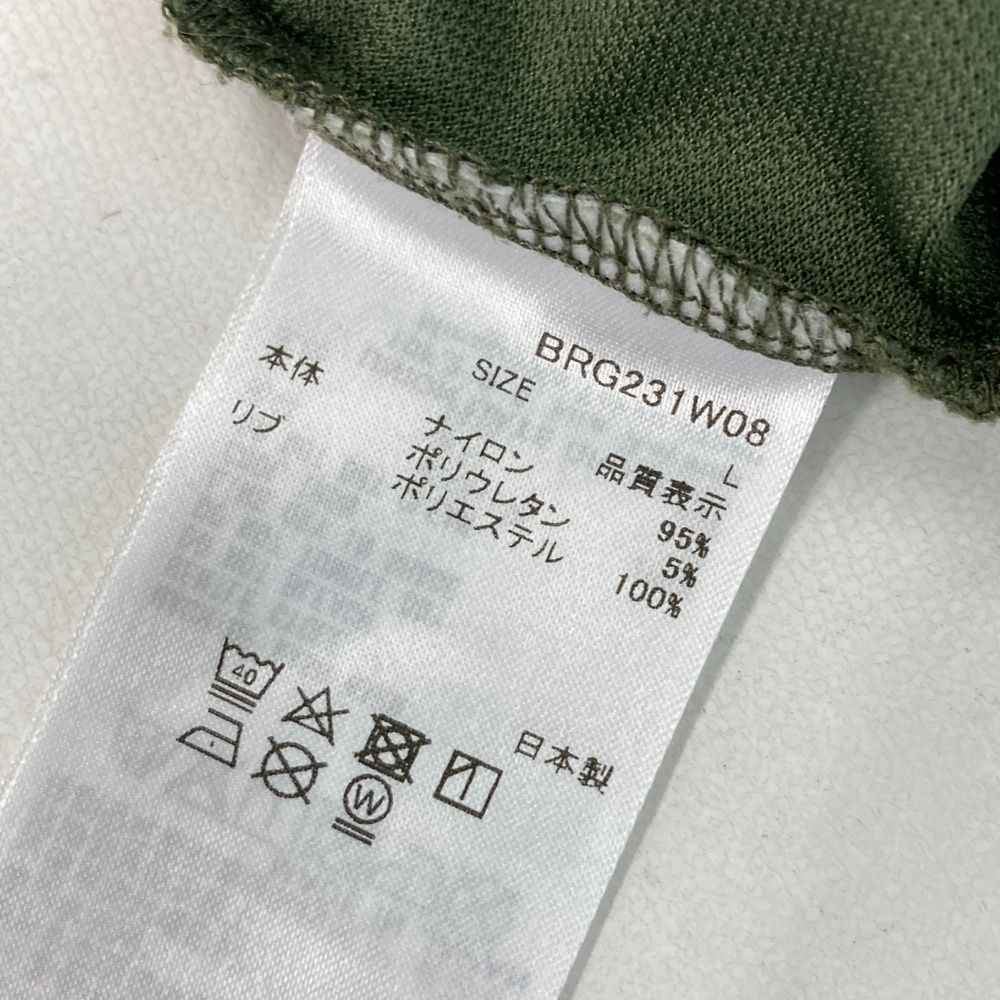 BRG231W08
SIZE L
品質表示
本体 ナイロン 95%
ポリウレタン 5%
リブ ポリエステル 100%
日本製
40
W